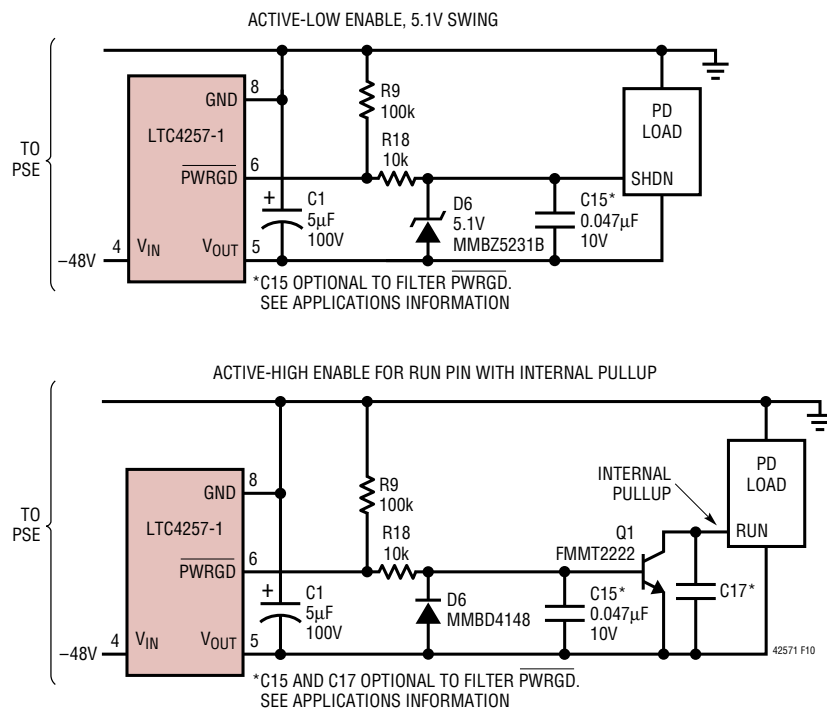 ACTIVE-LOW ENABLE, 5.1V SWING
TO
PSE
–48V
4
VIN
GND
8
LTC4257-1
PWRGD
6
VOUT
5
+
C1
5μF
100V
R9
100k
R18
10k
D6
5.1V
MMBZ5231B
C15*
0.047μF
10V
PD
LOAD
SHDN
*C15 OPTIONAL TO FILTER PWRGD.
SEE APPLICATIONS INFORMATION
ACTIVE-HIGH ENABLE FOR RUN PIN WITH INTERNAL PULLUP
TO
PSE
–48V
4
VIN
GND
8
LTC4257-1
PWRGD
6
VOUT
5
+
C1
5μF
100V
R9
100k
R18
10k
D6
MMBD4148
C15*
0.047μF
10V
Q1
FMMT2222
INTERNAL
PULLUP
C17*
PD
LOAD
RUN
42571 F10
*C15 AND C17 OPTIONAL TO FILTER PWRGD.
SEE APPLICATIONS INFORMATION